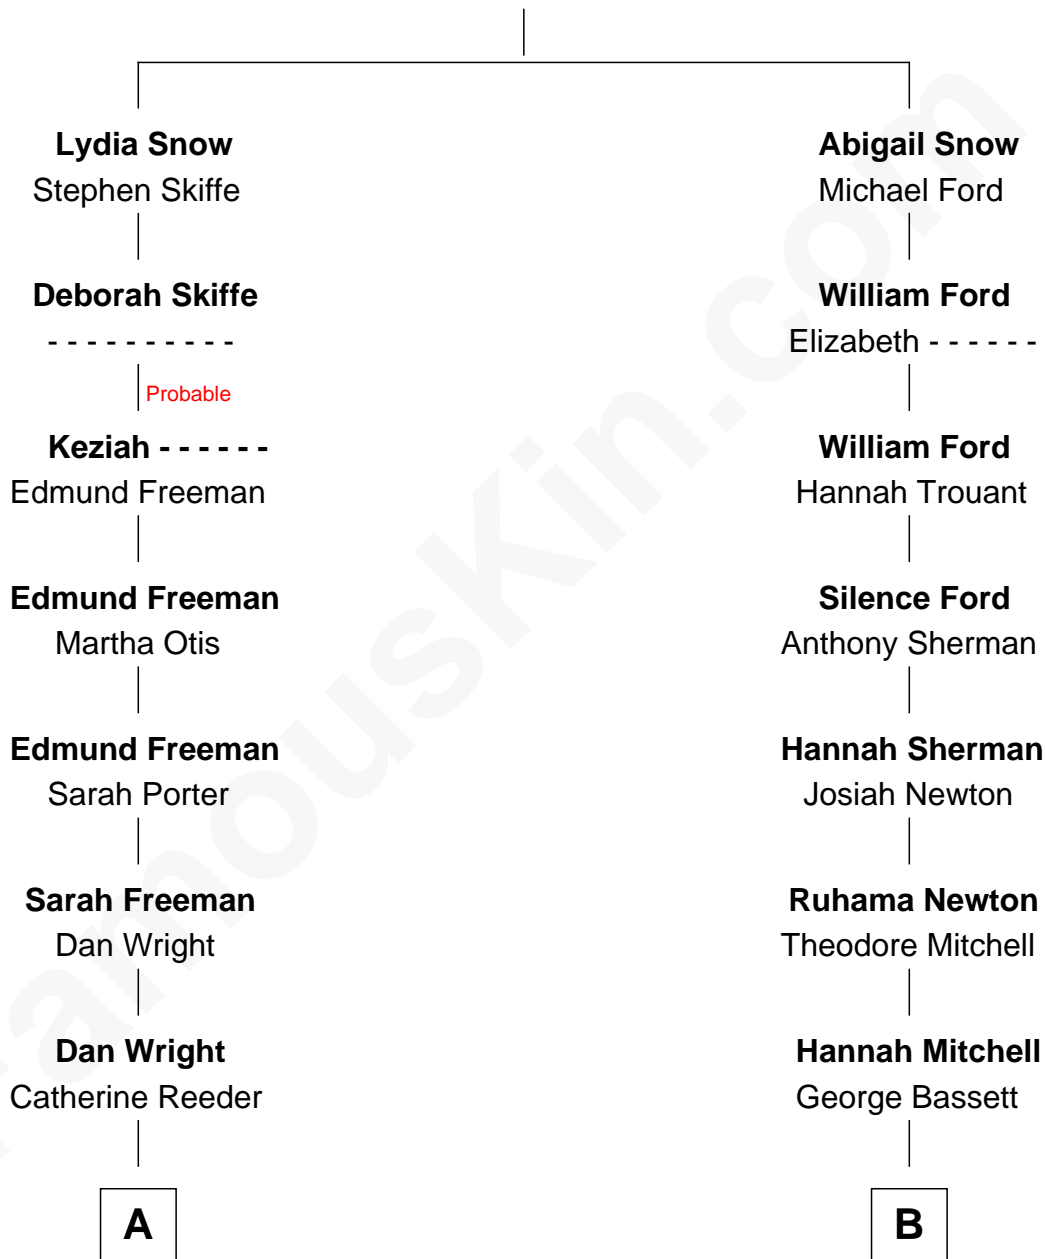 Lydia Snow
Stephen Skiffe
Deborah Skiffe
- - - - - - - - - -
Probable
Keziah - - - - - -
Edmund Freeman
Edmund Freeman
Martha Otis
Edmund Freeman
Sarah Porter
Sarah Freeman
Dan Wright
Dan Wright
Catherine Reeder
A
Abigail Snow
Michael Ford
William Ford
Elizabeth - - - - - -
William Ford
Hannah Trouant
Silence Ford
Anthony Sherman
Hannah Sherman
Josiah Newton
Ruhama Newton
Theodore Mitchell
Hannah Mitchell
George Bassett
B
FamousKin.com